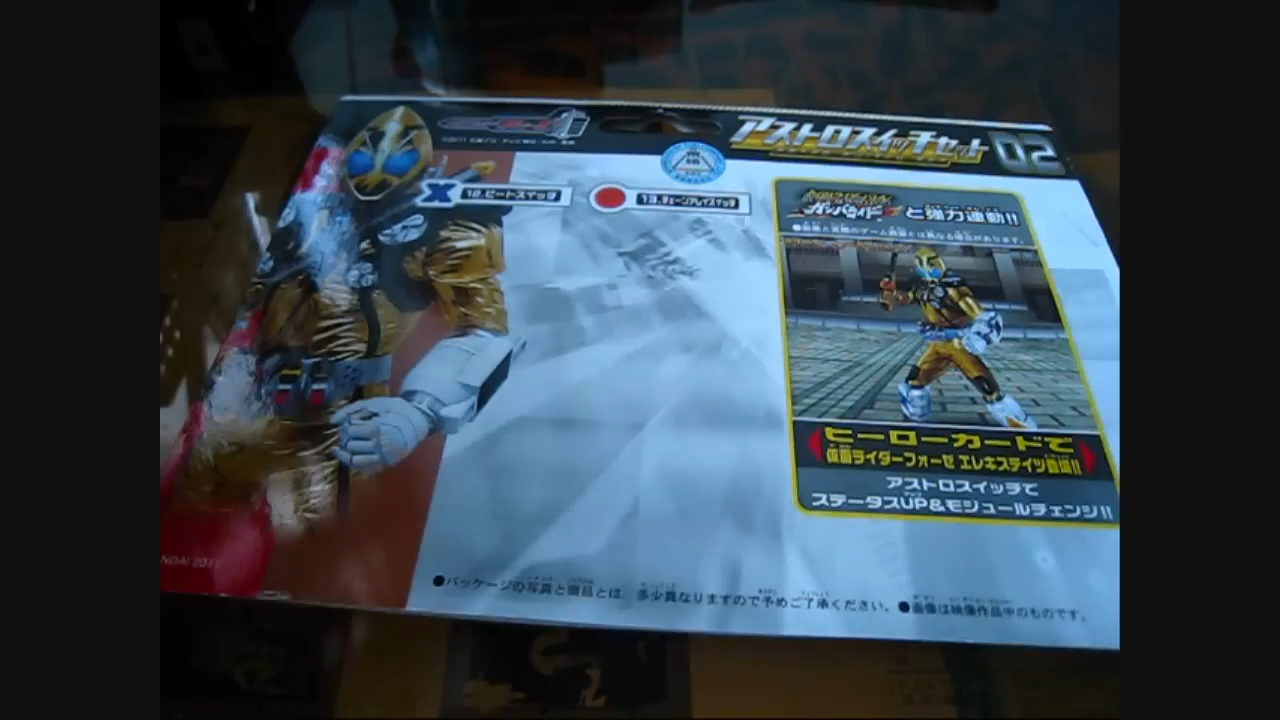 アストロスイッチセット 02
12.ビートスイッチ
13.チェーンアレイスイッチ
ガンバライド と強力連動!!
ヒーローカードで
仮面ライダーフォーゼ エレキステイツ登場!!
アストロスイッチで
ステータスUP&モジュールチェンジ!!
NDAI 2011
●パッケージの写真と商品とは、多少異なりますので予めご了承ください。 ●画像は映像作品中のものです。